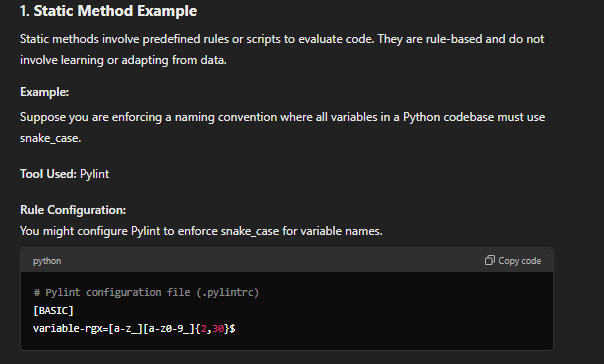 1. Static Method Example
Static methods involve predefined rules or scripts to evaluate code. They are rule-based and do not
involve learning or adapting from data.
Example:
Suppose you are enforcing a naming convention where all variables in a Python codebase must use
snake_case.
Tool Used: Pylint
Rule Configuration:
You might configure Pylint to enforce snake_case for variable names.
python Copy code
# Pylint configuration file (.pylintrc)
[BASIC]
variable-rgx=[a-z_][a-z0-9_]{2,30}$